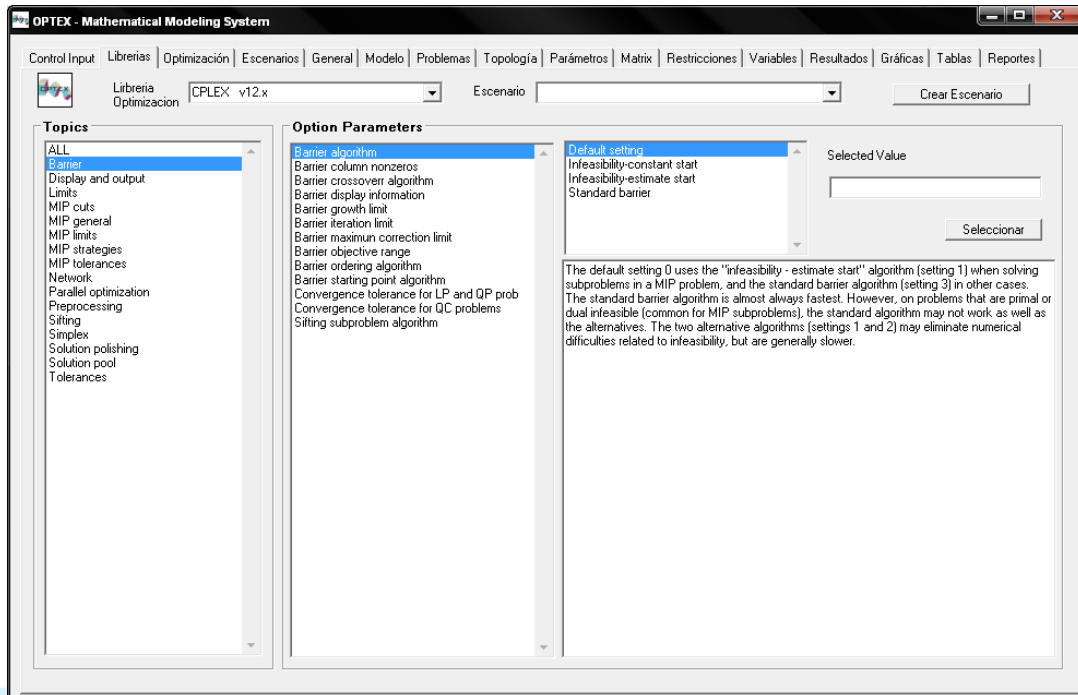 OPTEX - Mathematical Modeling System
Control Input Librerias Optimización Escenarios General Modelo Problemas Topología Parámetros Matrix Restricciones Variables Resultados Gráficas Tablas Reportes
OPTEX
Lirbreria
Optimizacion
CPLEX v12.x
Escenario
Crear Escenario
Topics
ALL
Barrier
Display and output
Limits
MIP cuts
MIP general
MIP limits
MIP strategies
MIP tolerances
Network
Parallel optimization
Preprocessing
Sifting
Simplex
Solution polishing
Solution pool
Tolerances
Option Parameters
Barrier algorithm
Barrier column nonzeros
Barrier crossoverr algorithm
Barrier display information
Barrier growth limit
Barrier iteration limit
Barrier maximun correction limit
Barrier objective range
Barrier ordering algorithm
Barrier starting point algorithm
Convergence tolerance for LP and QP prob
Convergence tolerance for QC problems
Sifting subproblem algorithm
Default setting
Infeasibility-constant start
Infeasibility-estimate start
Standard barrier
Selected Value
Seleccionar
The default setting 0 uses the "infeasibility - estimate start" algorithm (setting 1) when solving
subproblems in a MIP problem, and the standard barrier algorithm (setting 3) in other cases.
The standard barrier algorithm is almost always fastest. However, on problems that are primal or
dual infeasible (common for MIP subproblems), the standard algorithm may not work as well as
the alternatives. The two alternative algorithms (settings 1 and 2) may eliminate numerical
difficulties related to infeasibility, but are generally slower.